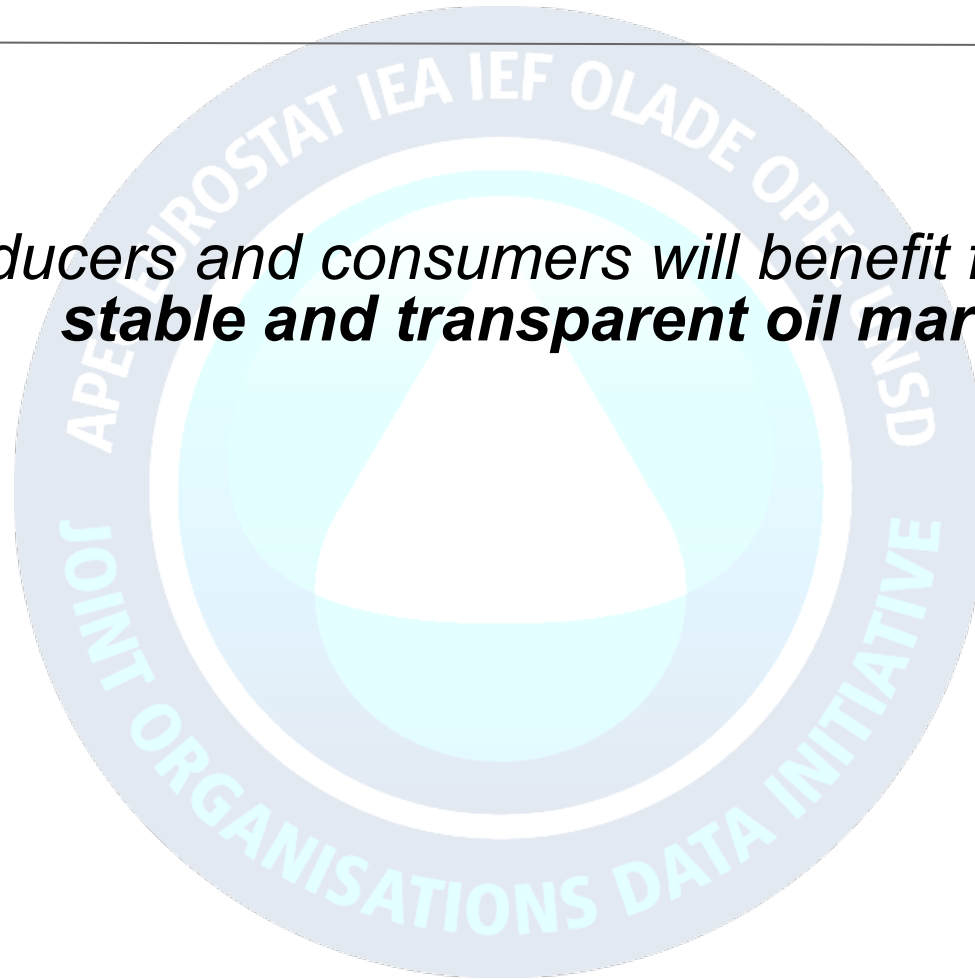 APEC EUROSTAT IEA IEF OLADE OPEC UNSD
ducers and consumers will benefit f
stable and transparent oil mar
JOINT ORGANISATIONS DATA INITIATIVE